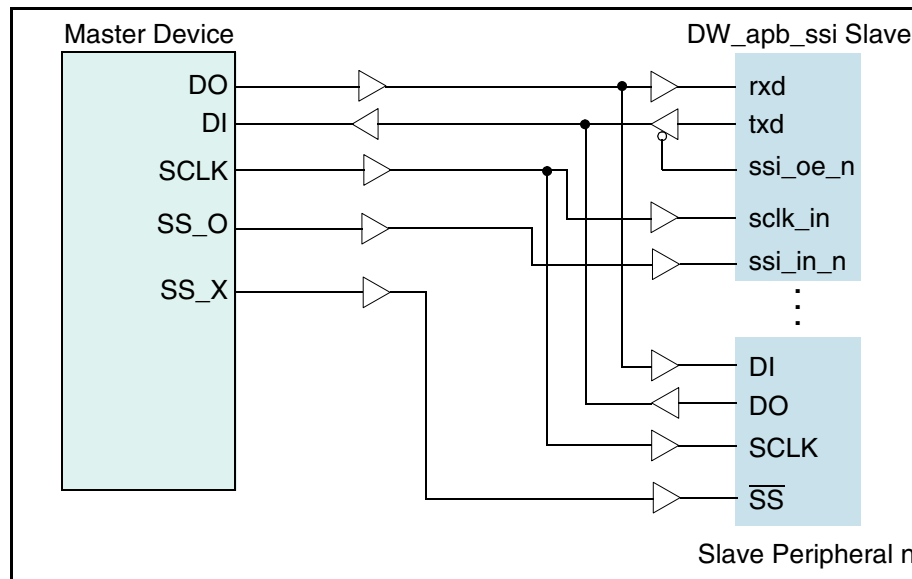 Master Device
DO
DI
SCLK
SS_O
SS_X
DW_apb_ssi Slave
rxd
txd
ssi_oe_n
sclk_in
ssi_in_n
DI
DO
SCLK
S̅S̅
Slave Peripheral n